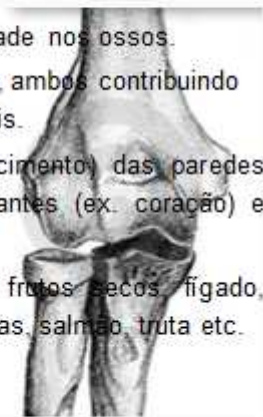 ade nos ossos.
, ambos contribuindo
is.
cimento) das paredes
antes (ex. coração) e
frutos secos, fígado,
as, salmão, truta etc.